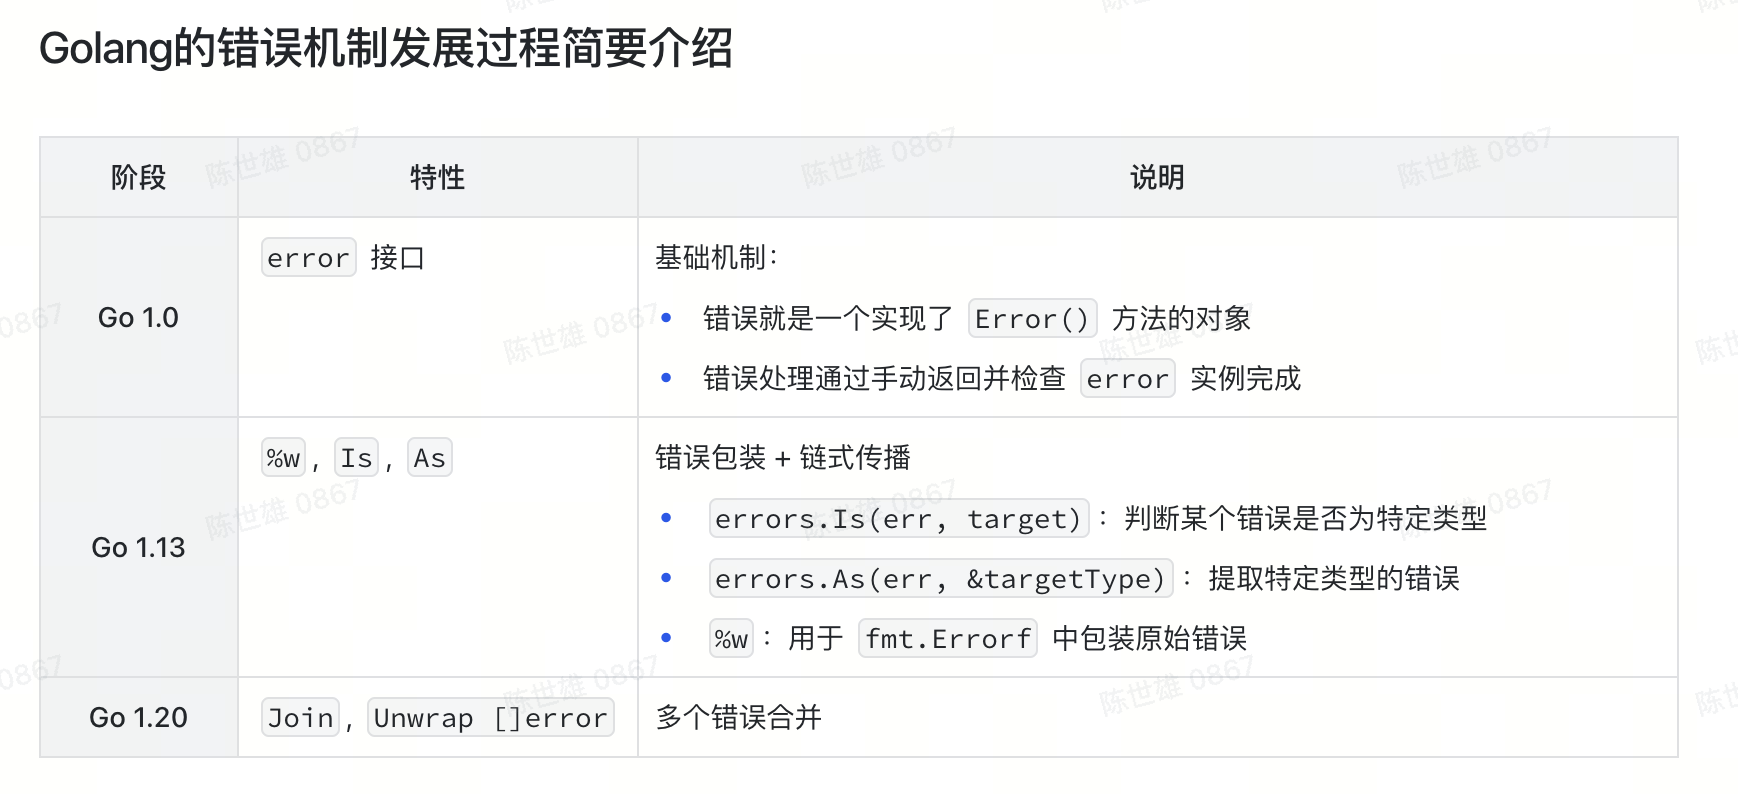 Golang的错误机制发展过程简要介绍
阶段 特性 说明
Go 1.0 error 接口 基础机制：
错误就是一个实现了 Error() 方法的对象
错误处理通过手动返回并检查 error 实例完成
Go 1.13 %w, Is, As 错误包装 + 链式传播
errors.Is(err, target)：判断某个错误是否为特定类型
errors.As(err, &targetType)：提取特定类型的错误
%w：用于 fmt.Errorf 中包装原始错误
Go 1.20 Join, Unwrap []error 多个错误合并
陈世雄 0867